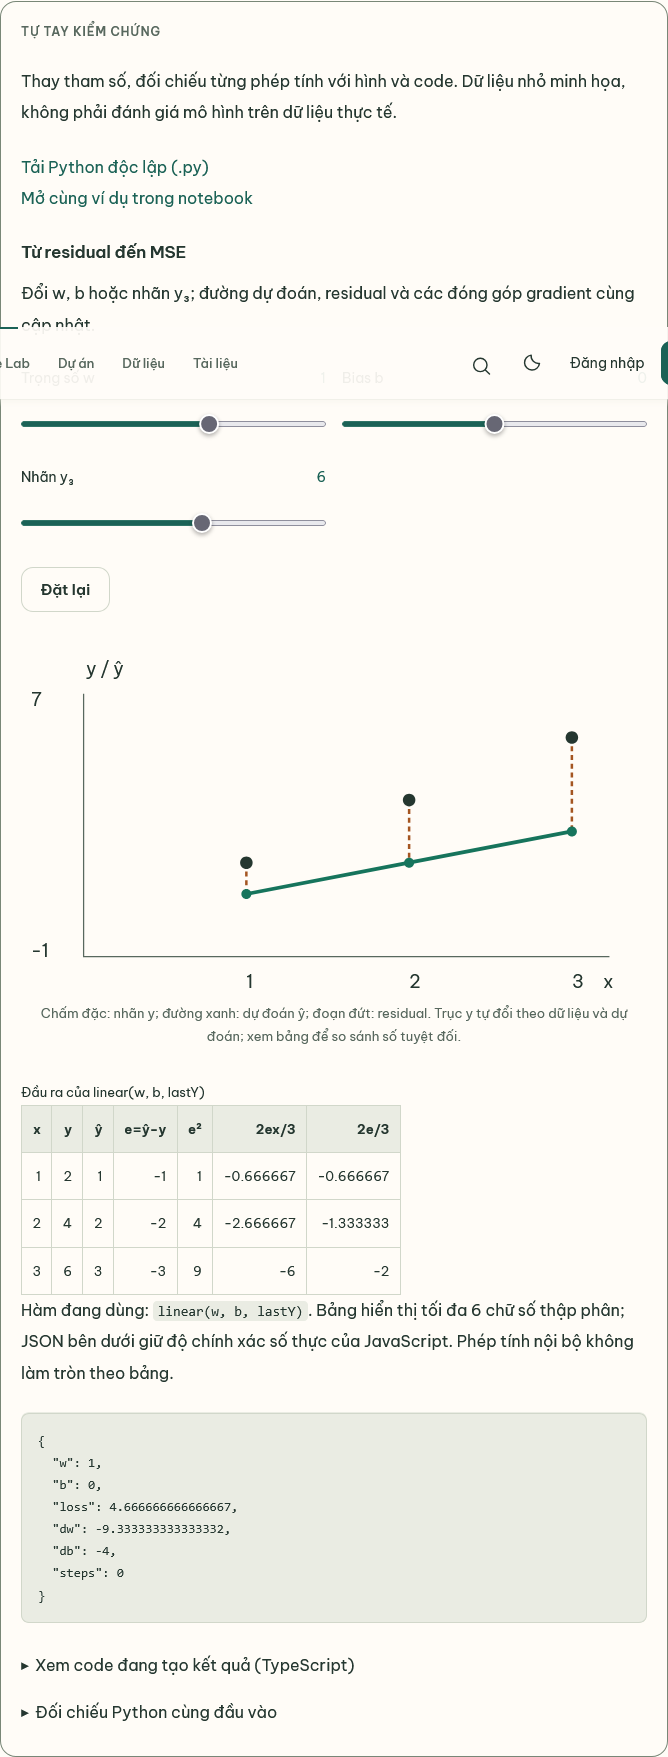 TỰ TAY KIỂM CHỨNG
Thay tham số, đối chiếu từng phép tính với hình và code. Dữ liệu nhỏ minh họa,
không phải đánh giá mô hình trên dữ liệu thực tế.
Tải Python độc lập (.py)
Mở cùng ví dụ trong notebook
Từ residual đến MSE
Đổi w, b hoặc nhãn y₃; đường dự đoán, residual và các đóng góp gradient cùng
cập nhật.
e Lab Dự án Dữ liệu Tài liệu Đăng nhập
Trọng số w 1 Bias b 0
Nhãn y₃ 6
Đặt lại
y / ŷ
7
-1
1 2 3 x
Chấm đặc: nhãn y; đường xanh: dự đoán ŷ; đoạn đứt: residual. Trục y tự đổi theo dữ liệu và dự
đoán; xem bảng để so sánh số tuyệt đối.
Đầu ra của linear(w, b, lastY)
x y ŷ e=ŷ-y e² 2ex/3 2e/3
1 2 1 -1 1 -0.666667 -0.666667
2 4 2 -2 4 -2.666667 -1.333333
3 6 3 -3 9 -6 -2
Hàm đang dùng: linear(w, b, lastY). Bảng hiển thị tối đa 6 chữ số thập phân;
JSON bên dưới giữ độ chính xác số thực của JavaScript. Phép tính nội bộ không
làm tròn theo bảng.
{
"w": 1,
"b": 0,
"loss": 4.666666666666667,
"dw": -9.333333333333332,
"db": -4,
"steps": 0
}
▸ Xem code đang tạo kết quả (TypeScript)
▸ Đối chiếu Python cùng đầu vào